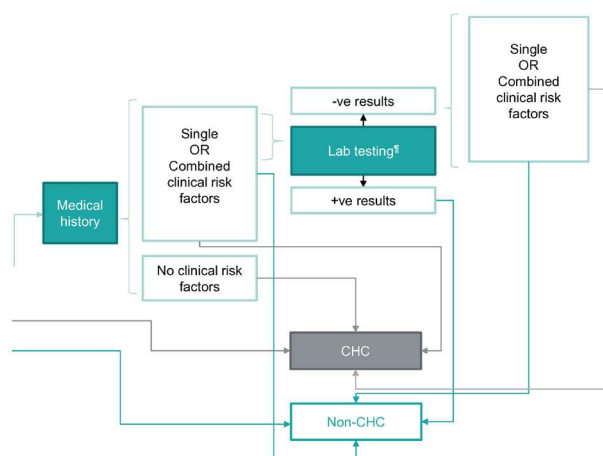 Single
OR
Combined
clinical risk
factors
-ve results
Single
OR
Combined
clinical risk
factors
Lab testing¶
Medical
history
+ve results
No clinical risk
factors
CHC
Non-CHC